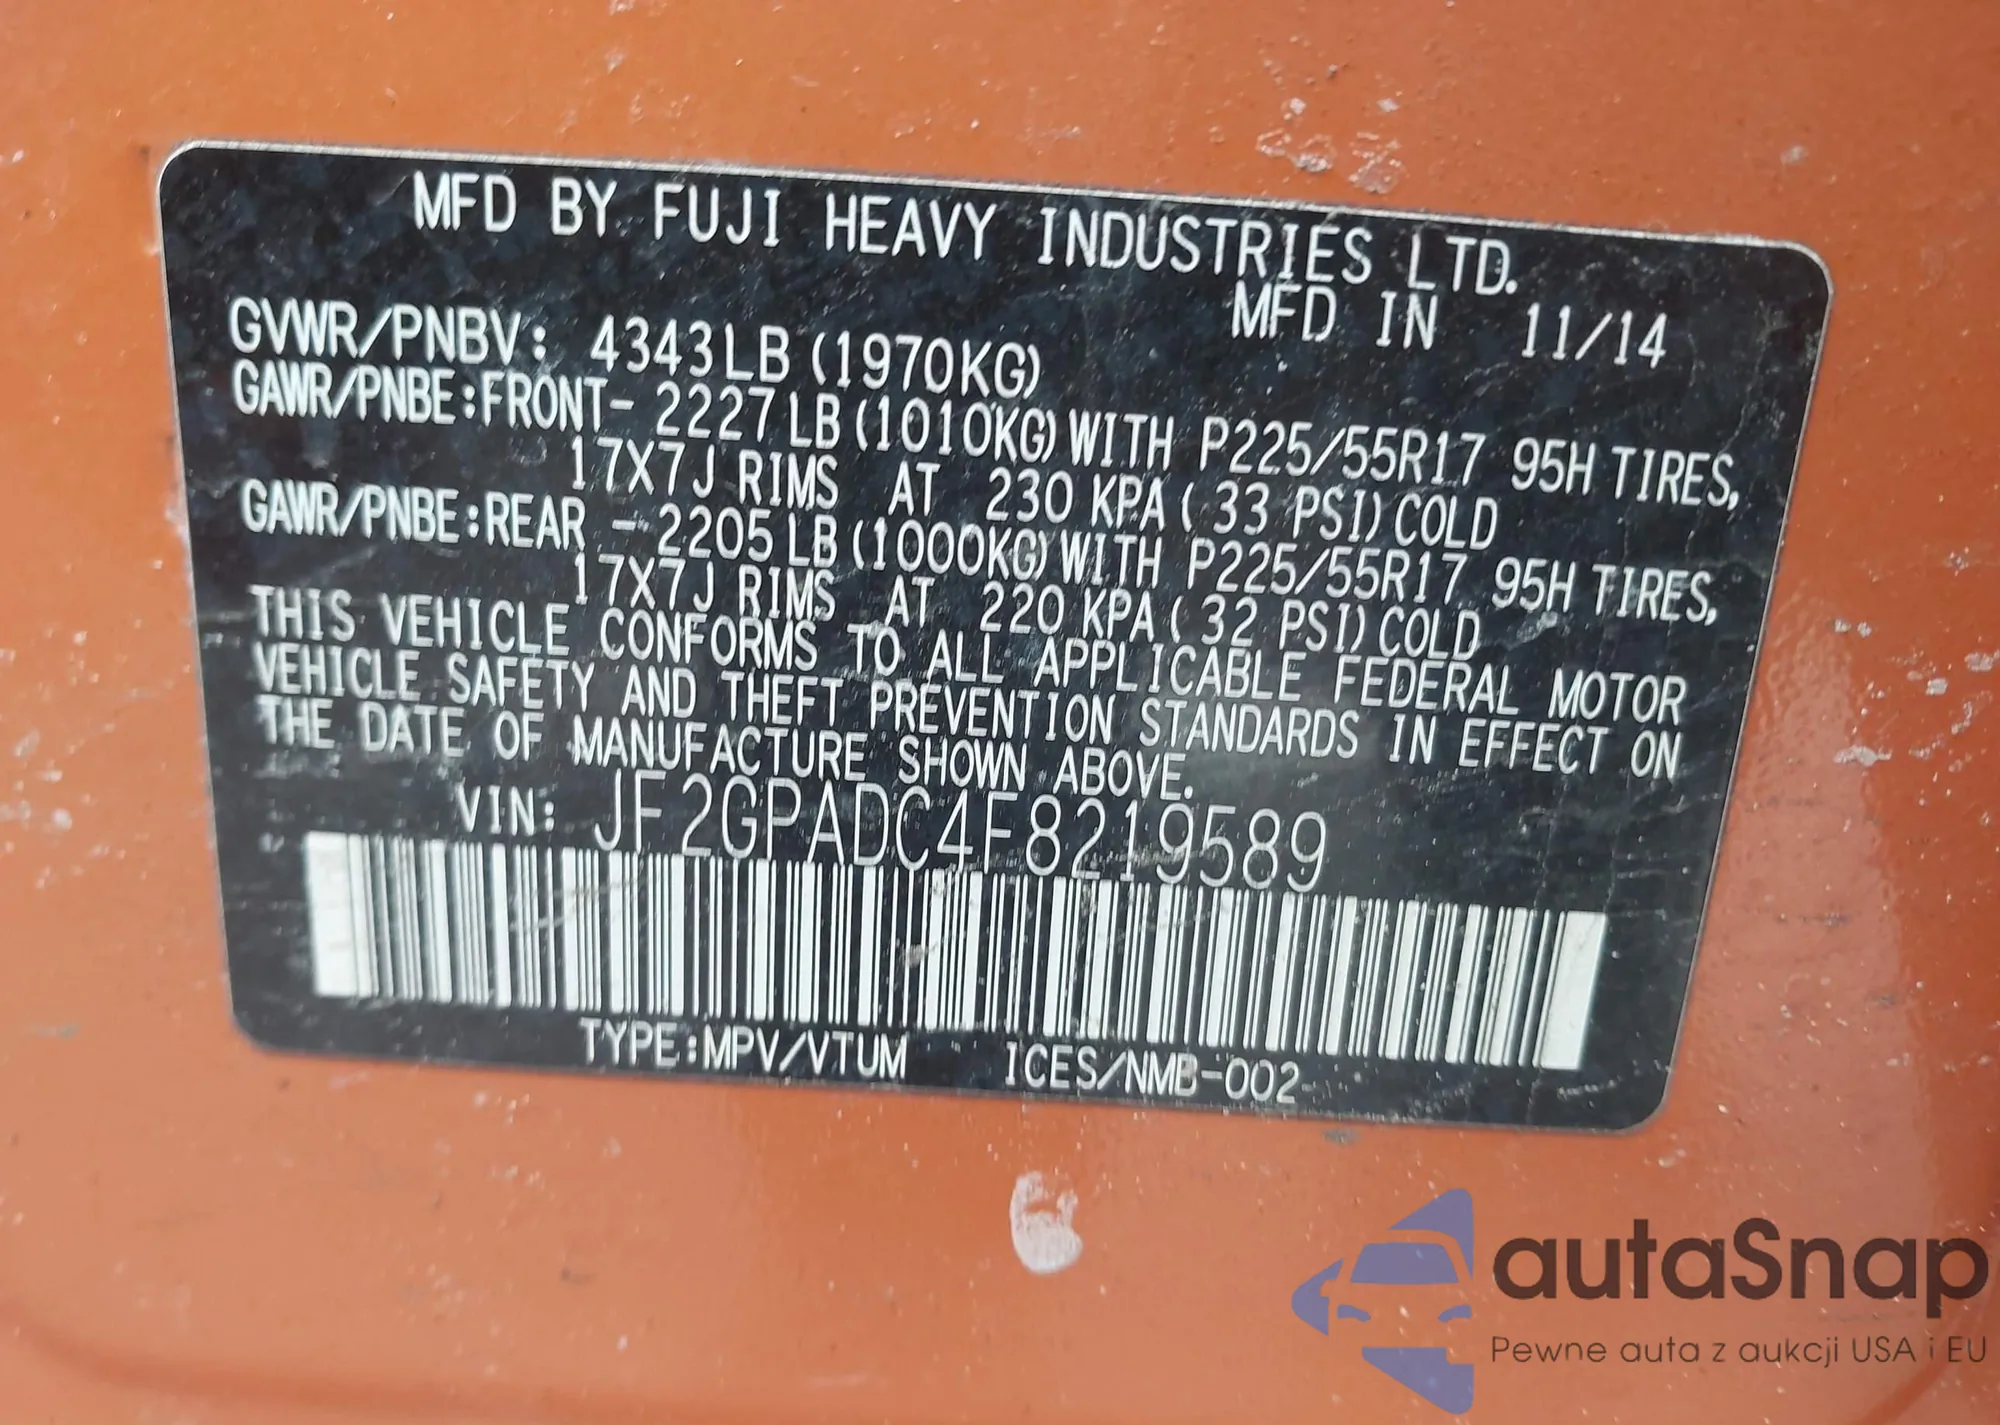 MFD BY FUJI HEAVY INDUSTRIES LTD.
MFD IN 11/14
GVWR/PNBV: 4343LB (1970KG)
GAWR/PNBE:FRONT- 2227 LB (1010KG) WITH P225/55R17 95H TIRES,
17X7J RIMS AT 230 KPA ( 33 PSI) COLD
GAWR/PNBE:REAR - 2205 LB (1000KG) WITH P225/55R17 95H TIRES,
17X7J RIMS AT 220 KPA ( 32 PSI) COLD
THIS VEHICLE CONFORMS TO ALL APPLICABLE FEDERAL MOTOR
VEHICLE SAFETY AND THEFT PREVENTION STANDARDS IN EFFECT ON
THE DATE OF MANUFACTURE SHOWN ABOVE.
VIN: JF2GPADC4F8219589
TYPE:MPV/VTUM ICES/NMB-002
autaSnap
Pewne auta z aukcji USA i EU